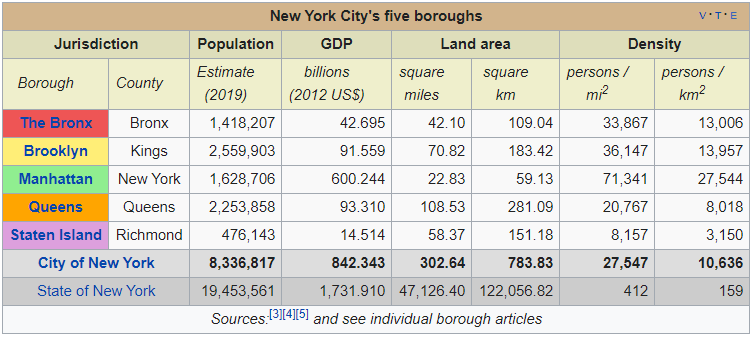 New York City's five boroughs V·T·E
Jurisdiction Population GDP Land area Density
Borough County Estimate (2019) billions (2012 US$) square miles square km persons / mi2 persons / km2
The Bronx Bronx 1,418,207 42.695 42.10 109.04 33,867 13,006
Brooklyn Kings 2,559,903 91.559 70.82 183.42 36,147 13,957
Manhattan New York 1,628,706 600.244 22.83 59.13 71,341 27,544
Queens Queens 2,253,858 93.310 108.53 281.09 20,767 8,018
Staten Island Richmond 476,143 14.514 58.37 151.18 8,157 3,150
City of New York 8,336,817 842.343 302.64 783.83 27,547 10,636
State of New York 19,453,561 1,731.910 47,126.40 122,056.82 412 159
Sources:[3][4][5] and see individual borough articles